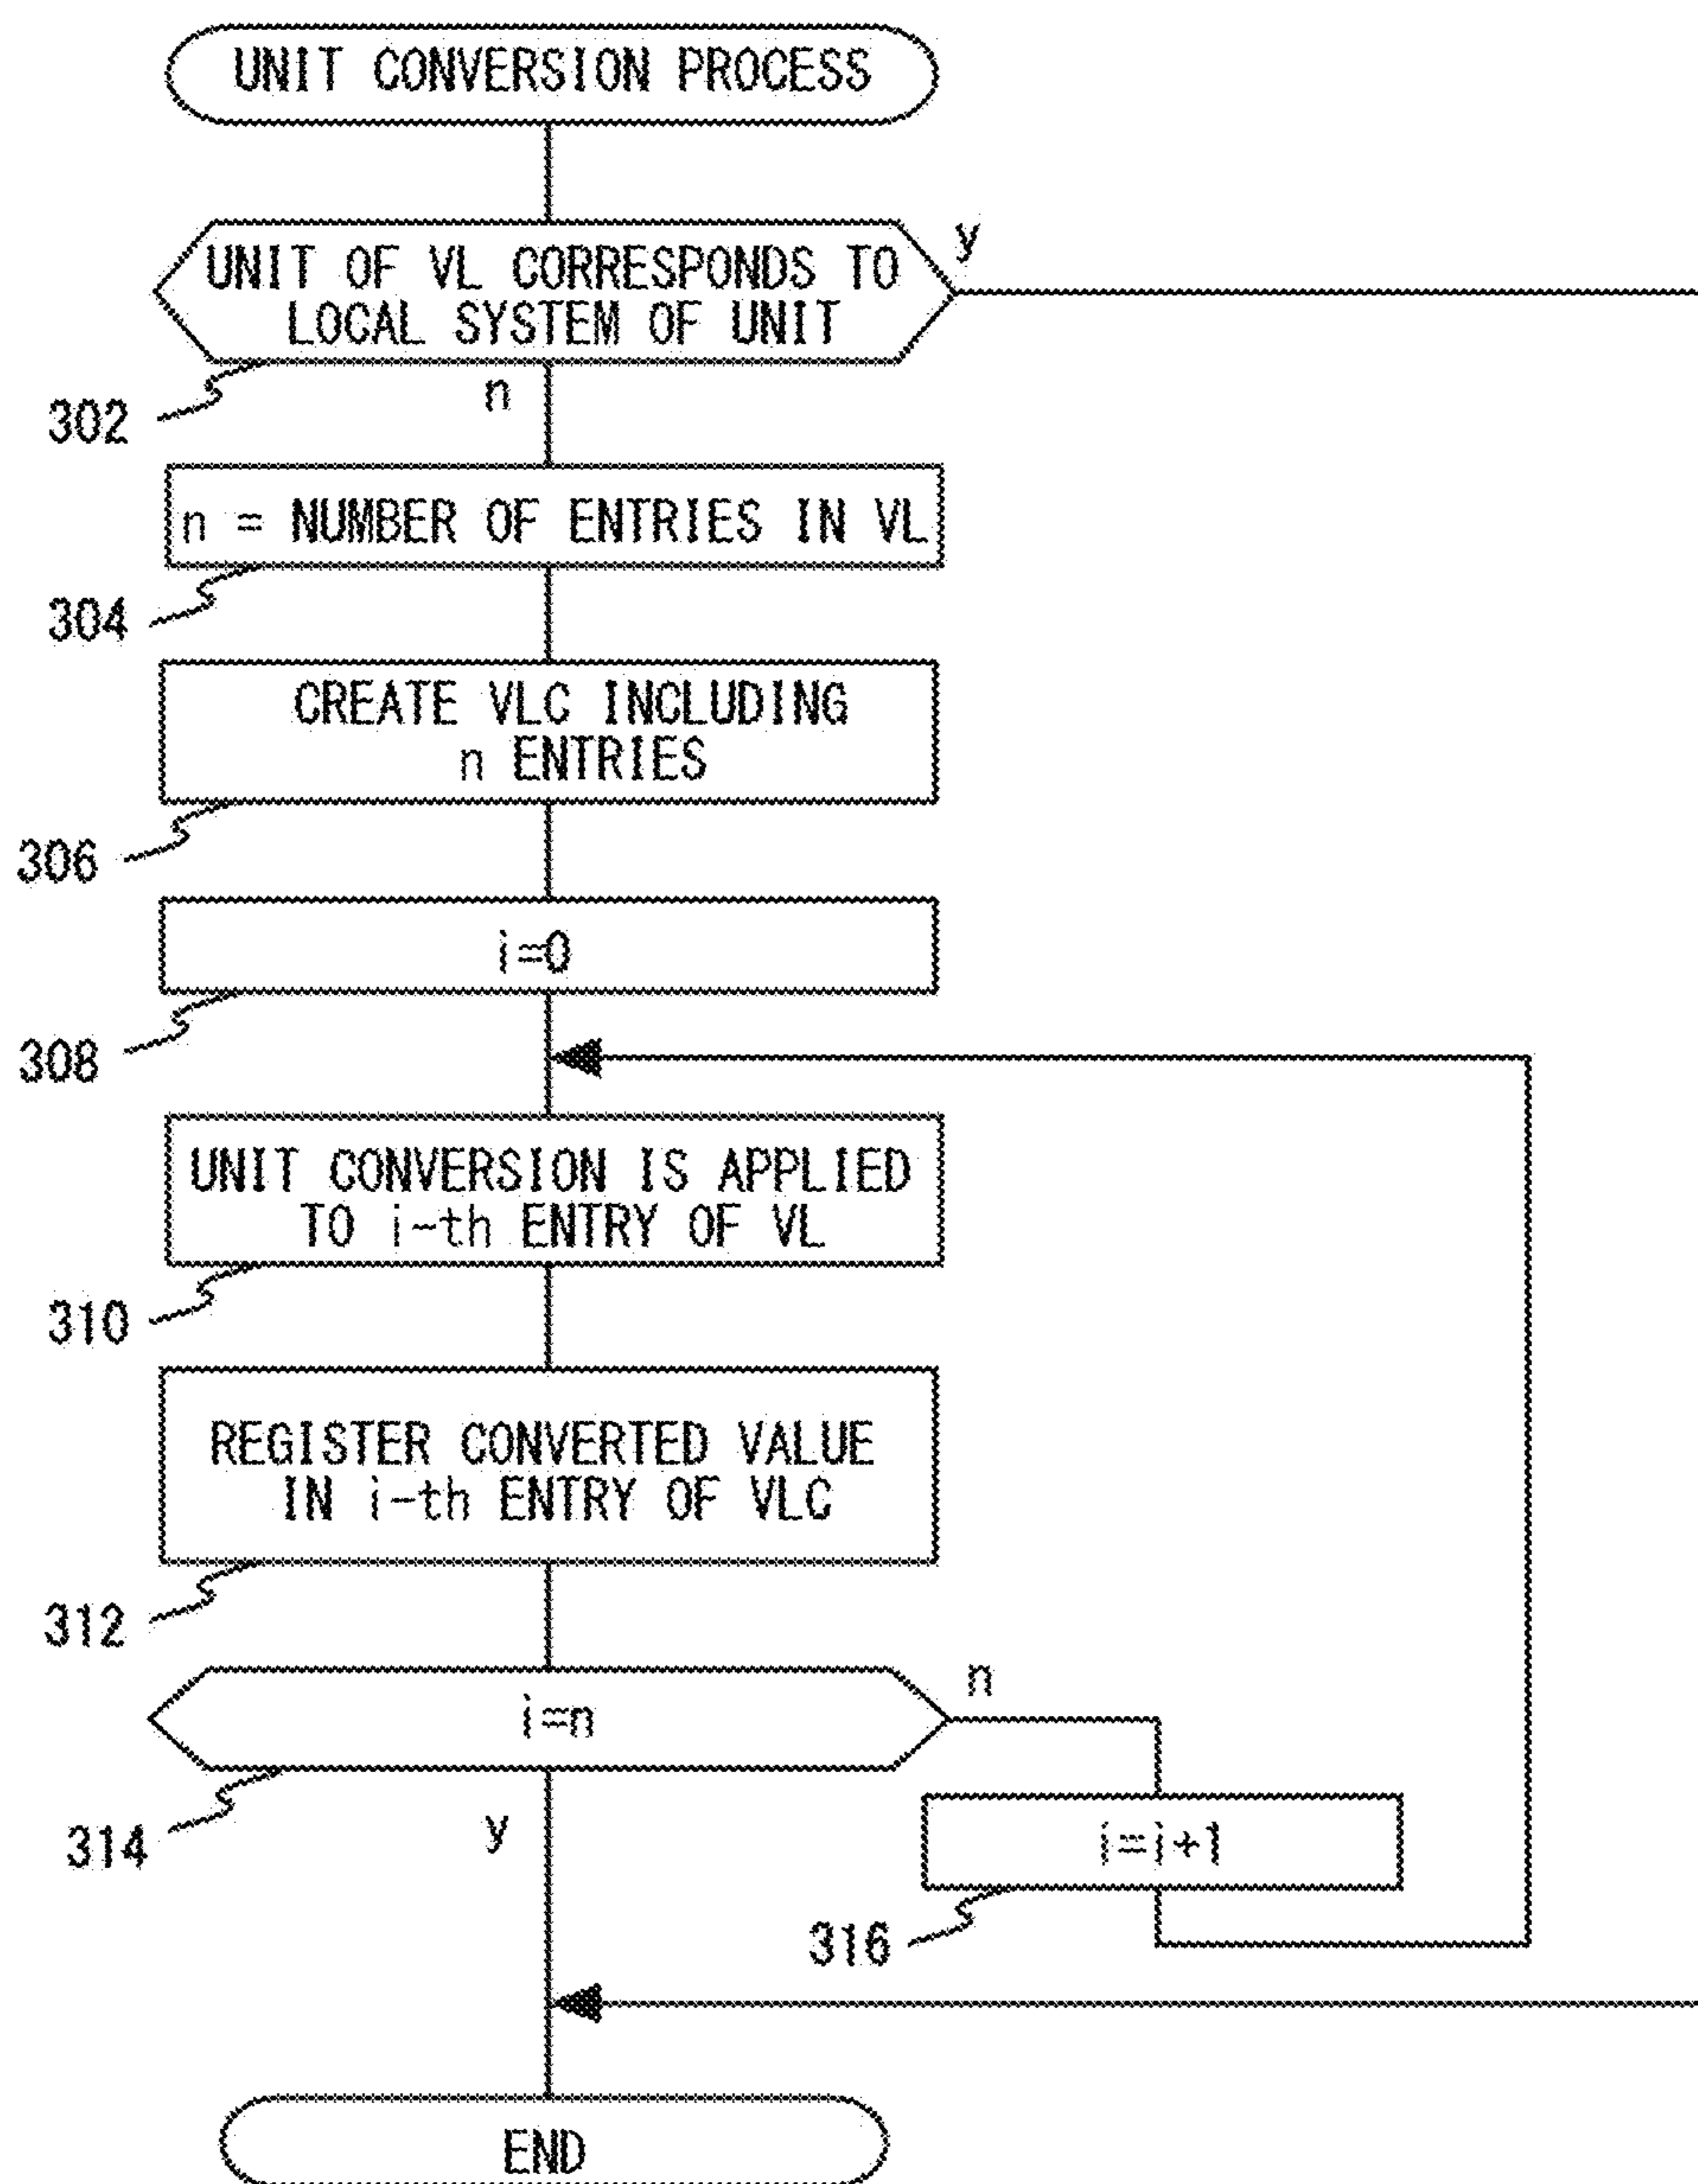 UNIT CONVERSION PROCESS
UNIT OF VL CORRESPONDS TO
LOCAL SYSTEM OF UNIT
y
302
n
n = NUMBER OF ENTRIES IN VL
304
CREATE VLC INCLUDING
n ENTRIES
306
i=0
308
UNIT CONVERSION IS APPLIED
TO i-th ENTRY OF VL
310
REGISTER CONVERTED VALUE
IN i-th ENTRY OF VLC
312
i=n
n
314
y
i=i+1
316
END